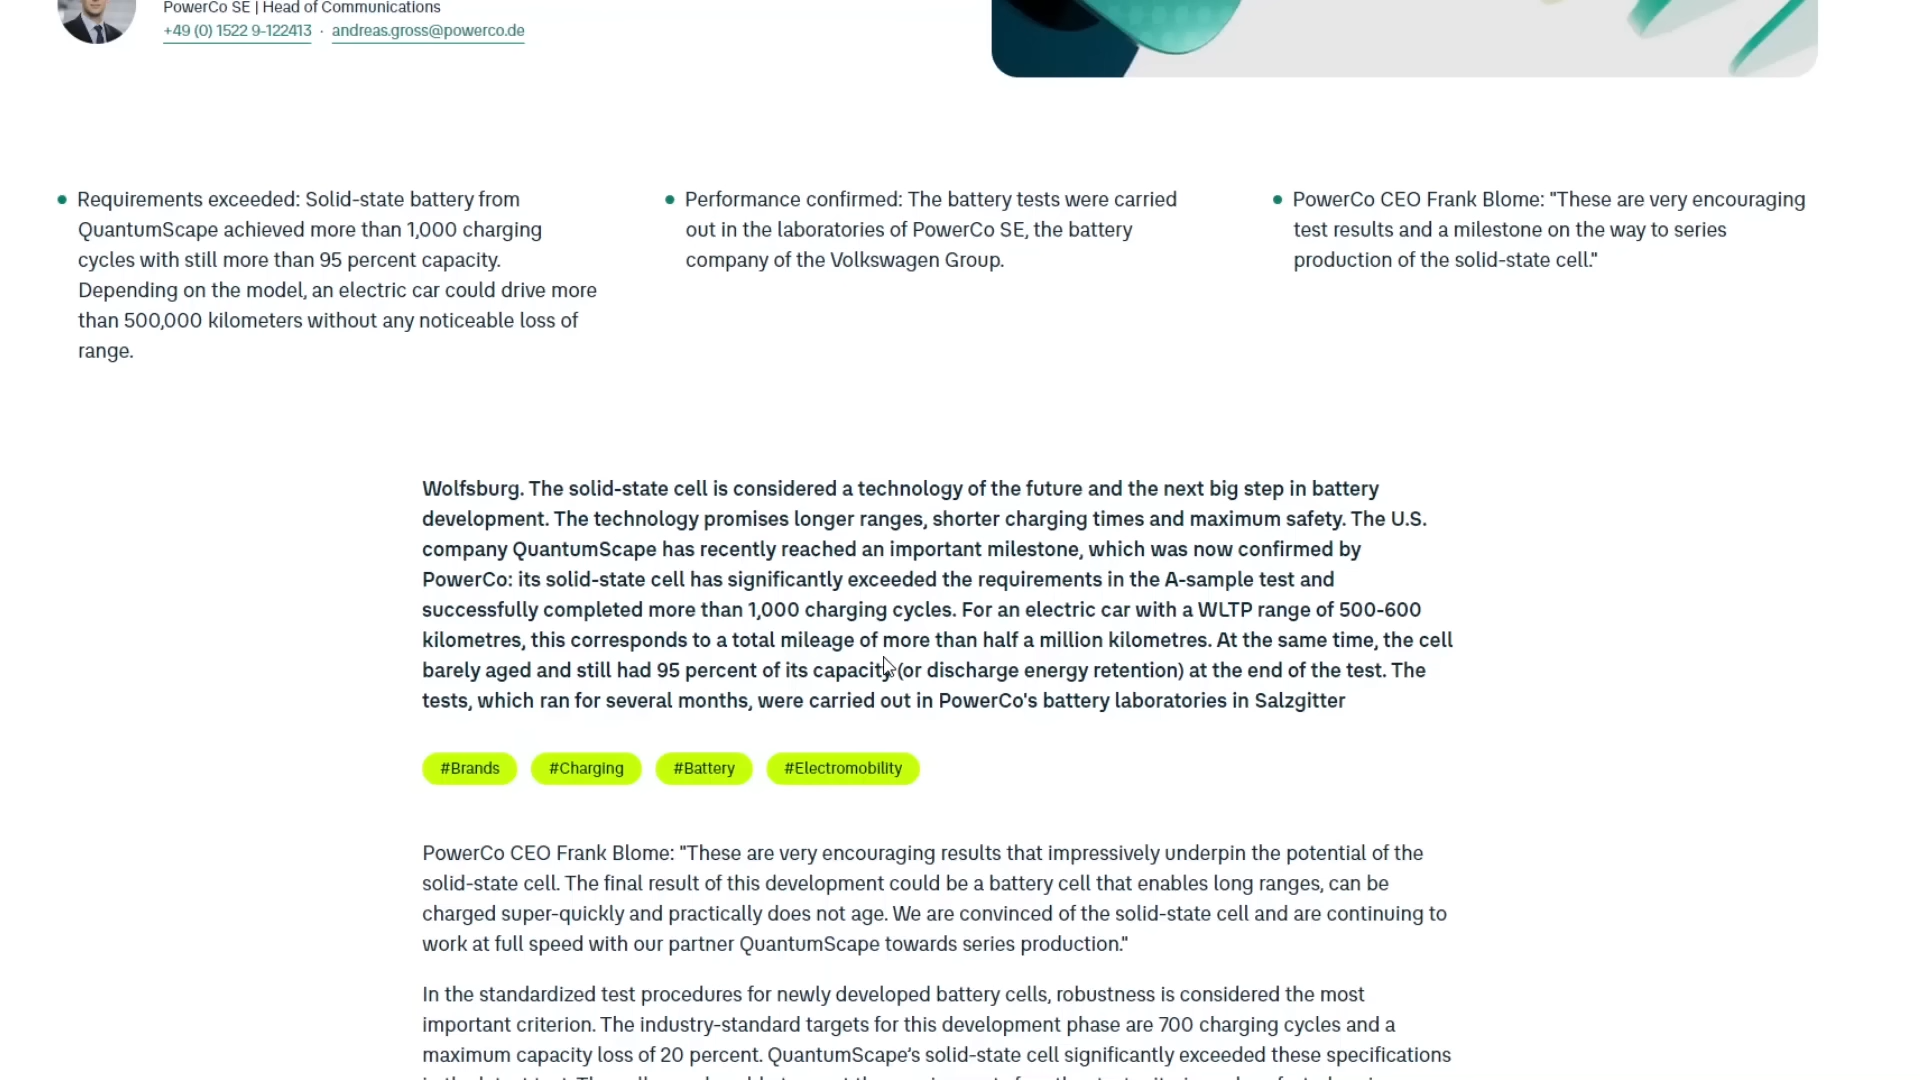 PowerCo SE | Head of Communications
+49 (0) 1522 9-122413 · andreas.gross@powerco.de
Requirements exceeded: Solid-state battery from
QuantumScape achieved more than 1,000 charging
cycles with still more than 95 percent capacity.
Depending on the model, an electric car could drive more
than 500,000 kilometers without any noticeable loss of
range.
Performance confirmed: The battery tests were carried
out in the laboratories of PowerCo SE, the battery
company of the Volkswagen Group.
PowerCo CEO Frank Blome: "These are very encouraging
test results and a milestone on the way to series
production of the solid-state cell."
Wolfsburg. The solid-state cell is considered a technology of the future and the next big step in battery
development. The technology promises longer ranges, shorter charging times and maximum safety. The U.S.
company QuantumScape has recently reached an important milestone, which was now confirmed by
PowerCo: its solid-state cell has significantly exceeded the requirements in the A-sample test and
successfully completed more than 1,000 charging cycles. For an electric car with a WLTP range of 500-600
kilometres, this corresponds to a total mileage of more than half a million kilometres. At the same time, the cell
barely aged and still had 95 percent of its capacity (or discharge energy retention) at the end of the test. The
tests, which ran for several months, were carried out in PowerCo's battery laboratories in Salzgitter
#Brands #Charging #Battery #Electromobility
PowerCo CEO Frank Blome: "These are very encouraging results that impressively underpin the potential of the
solid-state cell. The final result of this development could be a battery cell that enables long ranges, can be
charged super-quickly and practically does not age. We are convinced of the solid-state cell and are continuing to
work at full speed with our partner QuantumScape towards series production."
In the standardized test procedures for newly developed battery cells, robustness is considered the most
important criterion. The industry-standard targets for this development phase are 700 charging cycles and a
maximum capacity loss of 20 percent. QuantumScape's solid-state cell significantly exceeded these specifications